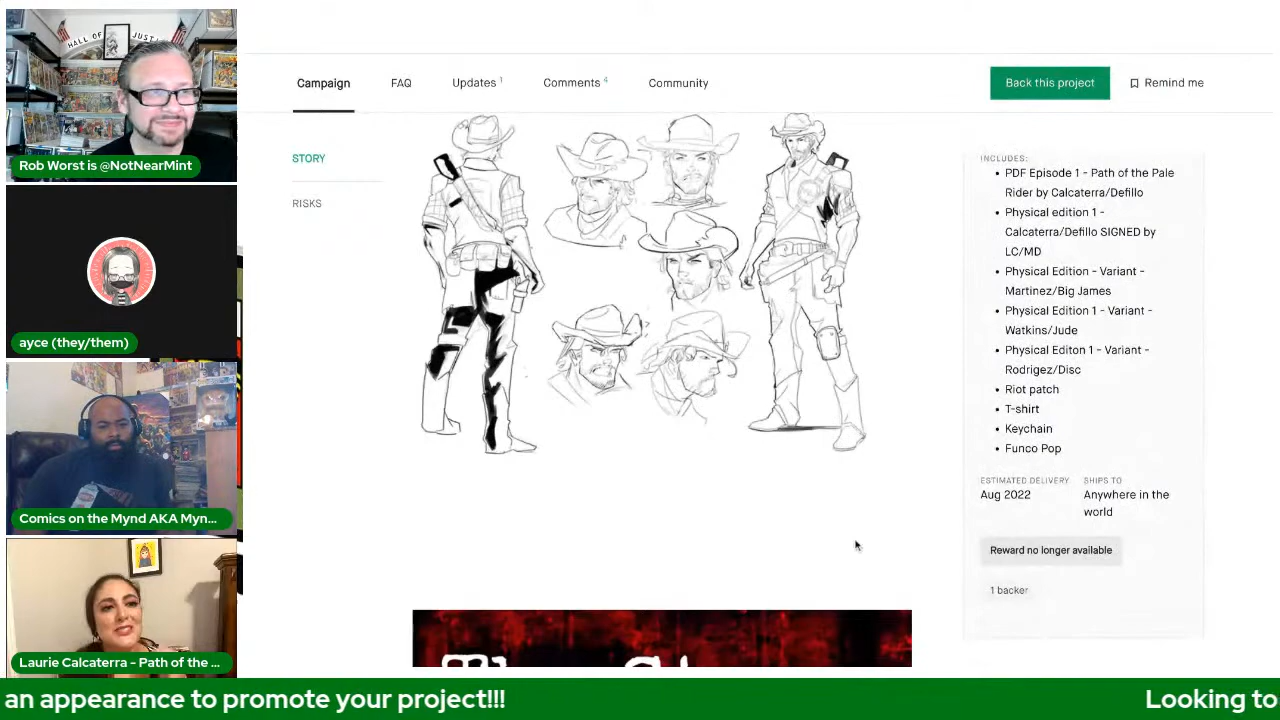 HALL OF JUST
Rob Worst is @NotNearMint
ayce (they/them)
Comics on the Mynd AKA Myn...
Laurie Calcaterra - Path of the ...
Campaign
FAQ
Updates 1
Comments 4
Community
Back this project
Remind me
STORY
RISKS
INCLUDES:
• PDF Episode 1 - Path of the Pale
Rider by Calcaterra/Defillo
• Physical edition 1 -
Calcaterra/Defillo SIGNED by
LC/MD
• Physical Edition - Variant -
Martinez/Big James
• Physical Edition 1 - Variant -
Watkins/Jude
• Physical Editon 1 - Variant -
Rodrigez/Disc
• Riot patch
• T-shirt
• Keychain
• Funco Pop
ESTIMATED DELIVERY
Aug 2022
SHIPS TO
Anywhere in the
world
Reward no longer available
1 backer
an appearance to promote your project!!!
Looking to